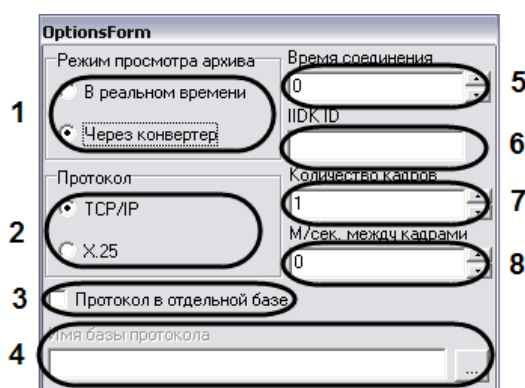 OptionsForm
Режим просмотра архива
Время соединения
1
В реальном времени
0
5
Через конвертер
IIDK ID
6
Протокол
Количество кадров
TCP/IP
1
7
2
М/сек. между кадрами
X.25
0
8
3
Протокол в отдельной базе
Имя базы протокола
4
...